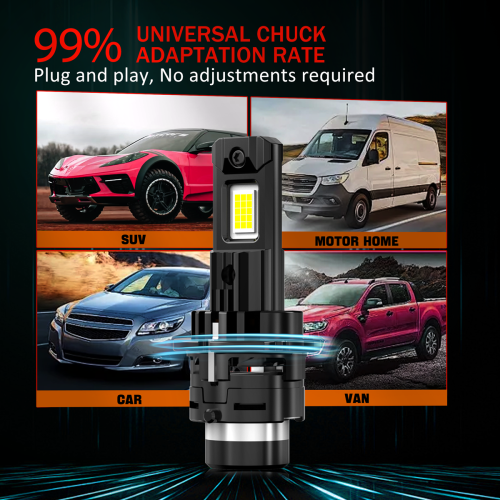 99% UNIVERSAL CHUCK
ADAPTATION RATE
Plug and play, No adjustments required
SUV
MOTOR HOME
CAR
VAN